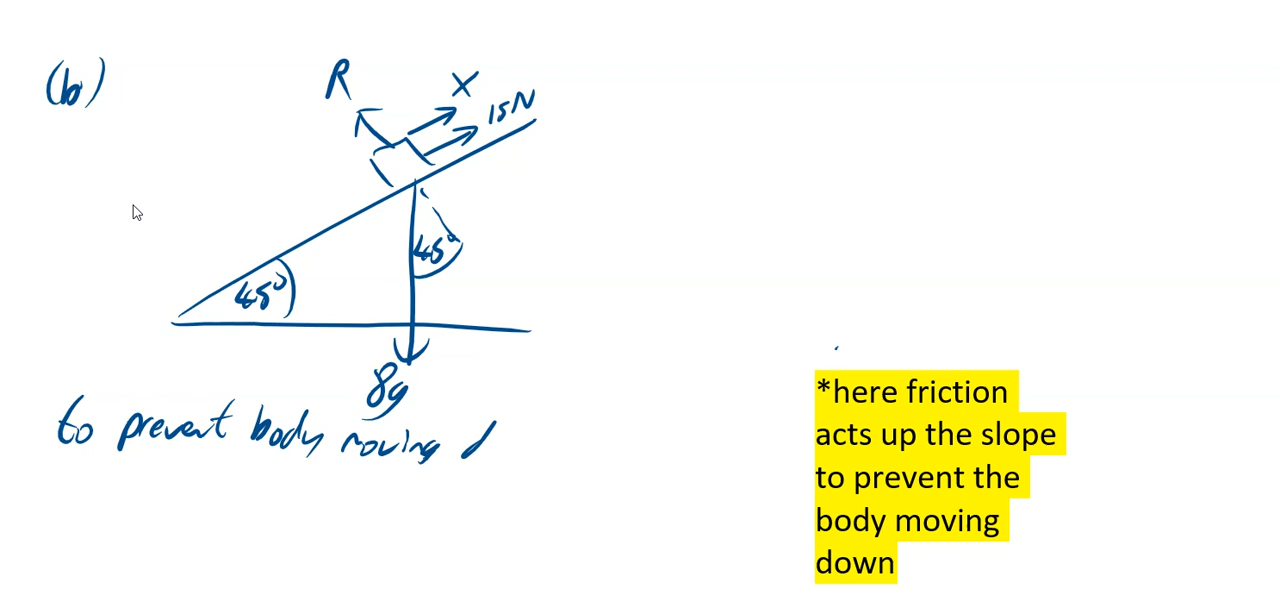 (b)
R
X
15N
45°
45°
8g
to prevent body moving d
*here friction
acts up the slope
to prevent the
body moving
down